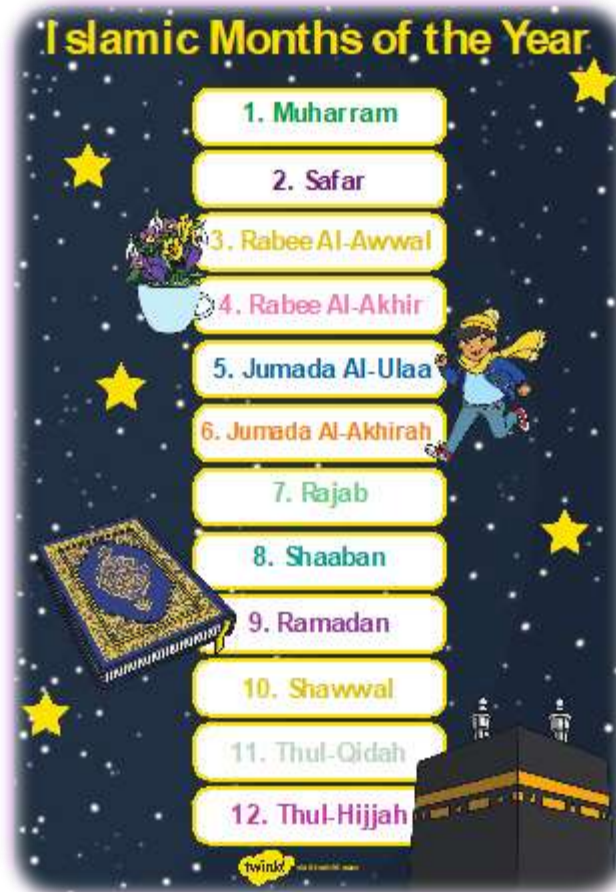 Islamic Months of the Year
1. Muharram
2. Safar
3. Rabee Al-Awwal
4. Rabee Al-Akhir
5. Jumada Al-Ulaa
6. Jumada Al-Akhirah
7. Rajab
8. Shaaban
9. Ramadan
10. Shawwal
11. Thul-Qidah
12. Thul-Hijjah
twinkl